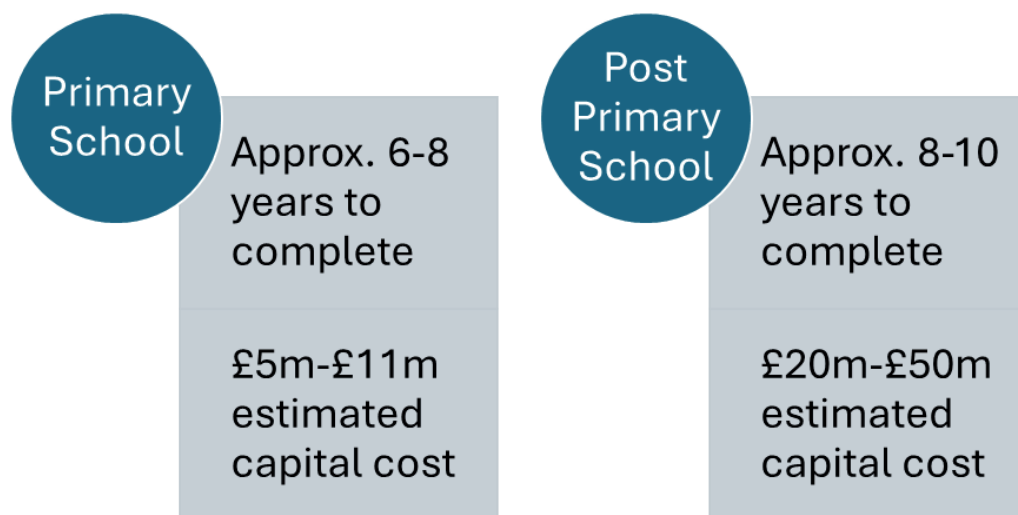 Primary
School
Approx. 6-8
years to
complete
£5m-£11m
estimated
capital cost
Post
Primary
School
Approx. 8-10
years to
complete
£20m-£50m
estimated
capital cost